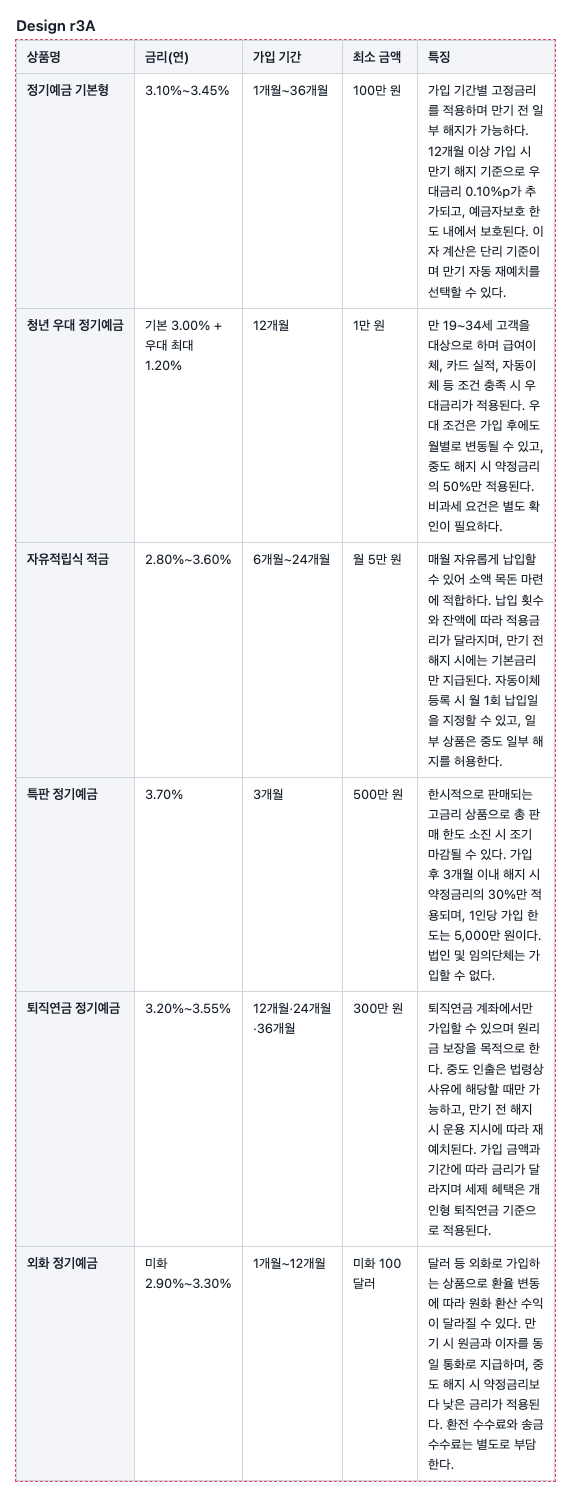 Design r3A
상품명 금리(연) 가입 기간 최소 금액 특징
정기예금 기본형 3.10%~3.45% 1개월~36개월 100만 원 가입 기간별 고정금리
를 적용하며 만기 전 일
부 해지가 가능하다.
12개월 이상 가입 시
만기 해지 기준으로 우
대금리 0.10%p가 추
가되고, 예금자보호 한
도 내에서 보호된다. 이
자 계산은 단리 기준이
며 만기 자동 재예치를
선택할 수 있다.
청년 우대 정기예금 기본 3.00% + 12개월 1만 원 만 19~34세 고객을
우대 최대 대상으로 하며 급여이
1.20% 체, 카드 실적, 자동이
체 등 조건 충족 시 우
대금리가 적용된다. 우
대 조건은 가입 후에도
월별로 변동될 수 있고,
중도 해지 시 약정금리
의 50%만 적용된다.
비과세 요건은 별도 확
인이 필요하다.
자유적립식 적금 2.80%~3.60% 6개월~24개월 월 5만 원 매월 자유롭게 납입할
수 있어 소액 목돈 마련
에 적합하다. 납입 횟수
와 잔액에 따라 적용금
리가 달라지며, 만기 전
해지 시에는 기본금리
만 지급된다. 자동이체
등록 시 월 1회 납입일
을 지정할 수 있고, 일
부 상품은 중도 일부 해
지를 허용한다.
특판 정기예금 3.70% 3개월 500만 원 한시적으로 판매되는
고금리 상품으로 총 판
매 한도 소진 시 조기
마감될 수 있다. 가입
후 3개월 이내 해지 시
약정금리의 30%만 적
용되며, 1인당 가입 한
도는 5,000만 원이다.
법인 및 임의단체는 가
입할 수 없다.
퇴직연금 정기예금 3.20%~3.55% 12개월·24개월 300만 원 퇴직연금 계좌에서만
·36개월 가입할 수 있으며 원리
금 보장을 목적으로 한
다. 중도 인출은 법령상
사유에 해당할 때만 가
능하고, 만기 전 해지
시 운용 지시에 따라 재
예치된다. 가입 금액과
기간에 따라 금리가 달
라지며 세제 혜택은 개
인형 퇴직연금 기준으
로 적용된다.
외화 정기예금 미화 1개월~12개월 미화 100 달러 등 외화로 가입하
2.90%~3.30% 달러 는 상품으로 환율 변동
에 따라 원화 환산 수익
이 달라질 수 있다. 만
기 시 원금과 이자를 동
일 통화로 지급하며, 중
도 해지 시 약정금리보
다 낮은 금리가 적용된
다. 환전 수수료와 송금
수수료는 별도로 부담
한다.